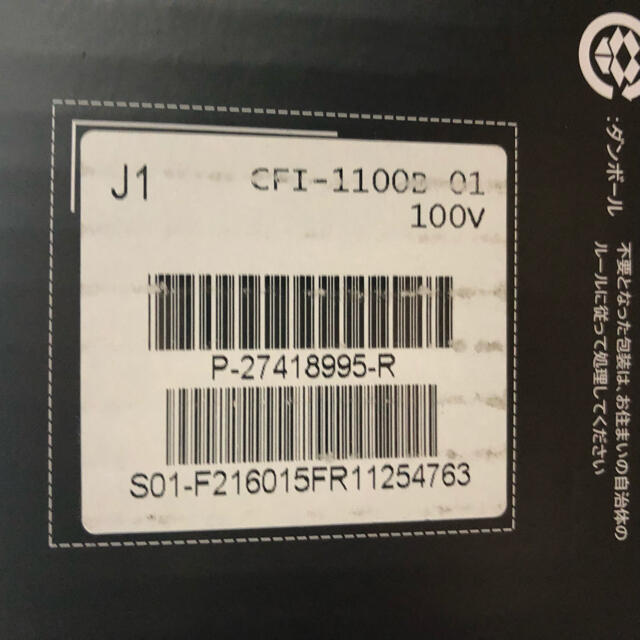 J1
CFI-1100B 01
100V
P-27418995-R
S01-F216015FR11254763
:ダンボール
不要となった包装は、お住まいの自治体の
ルールに従って処理してください